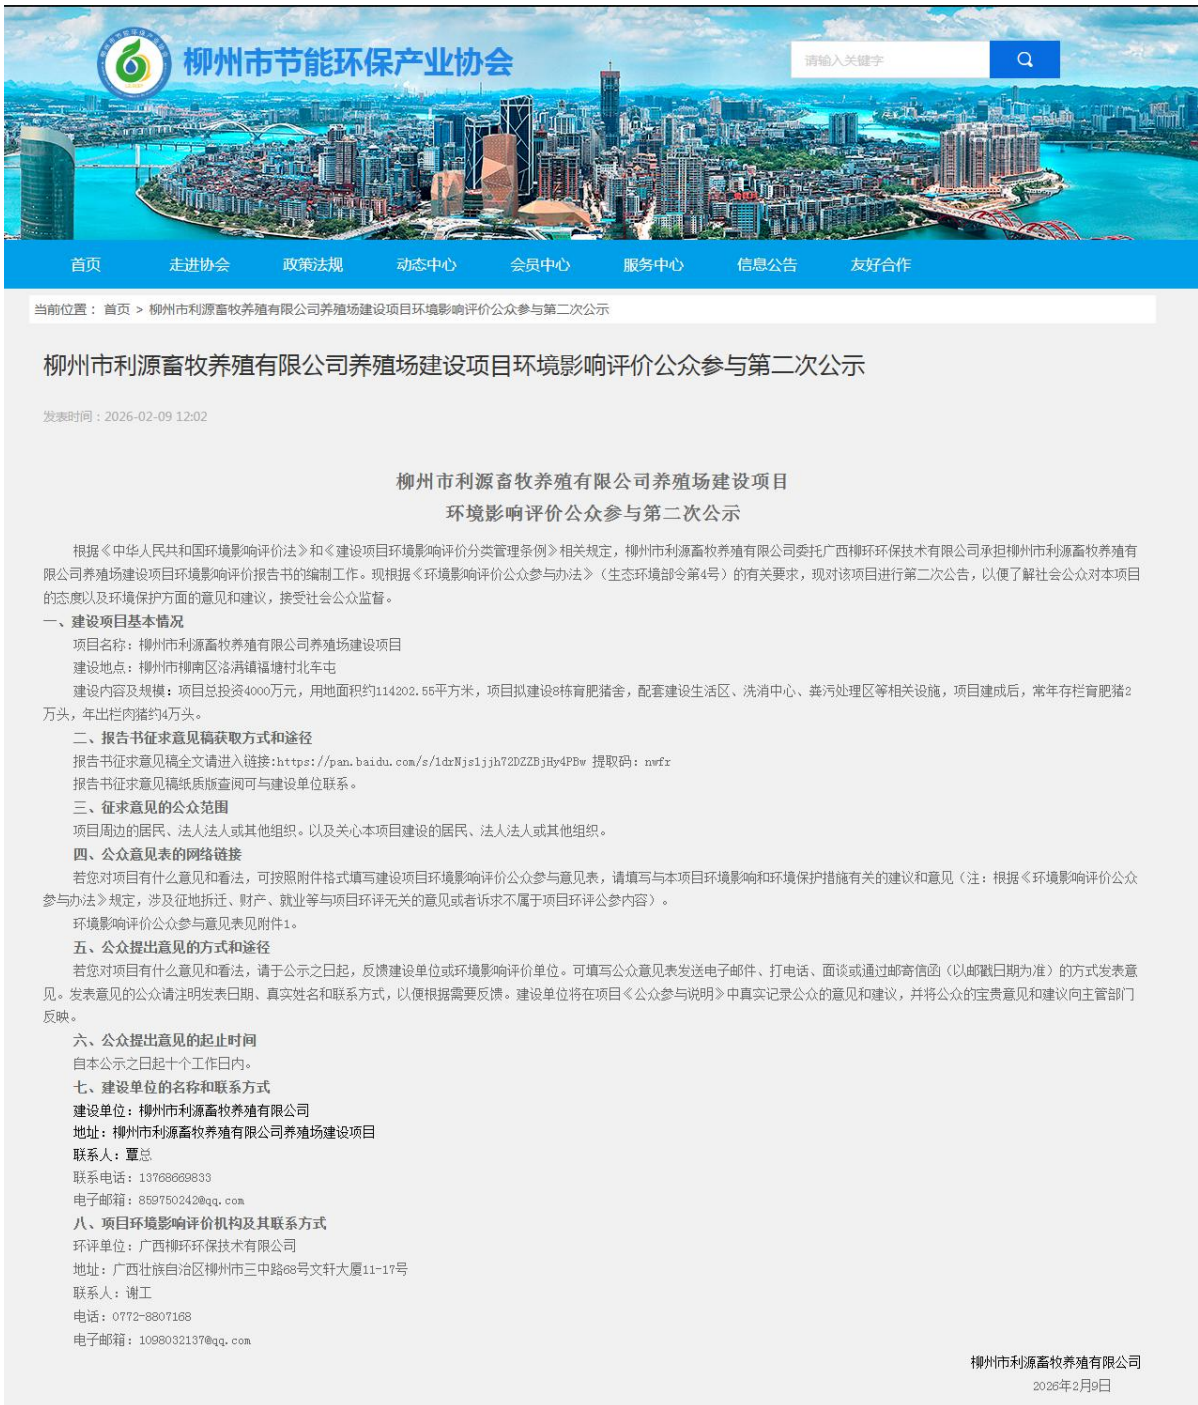 柳州市节能环保产业协会
请输入关键字
首页 走进协会 政策法规 动态中心 会员中心 服务中心 信息公告 友好合作
当前位置： 首页 > 柳州市利源畜牧养殖有限公司养殖场建设项目环境影响评价公众参与第二次公示
柳州市利源畜牧养殖有限公司养殖场建设项目环境影响评价公众参与第二次公示
发表时间：2026-02-09 12:02
柳州市利源畜牧养殖有限公司养殖场建设项目
环境影响评价公众参与第二次公示
根据《中华人民共和国环境影响评价法》和《建设项目环境影响评价分类管理条例》相关规定，柳州市利源畜牧养殖有限公司委托广西柳环环保技术有限公司承担柳州市利源畜牧养殖有
限公司养殖场建设项目环境影响评价报告书的编制工作。现根据《环境影响评价公众参与办法》（生态环境部令第4号）的有关要求，现对该项目进行第二次公告，以便了解社会公众对本项目
的态度以及环境保护方面的意见和建议，接受社会公众监督。
一、建设项目基本情况
项目名称：柳州市利源畜牧养殖有限公司养殖场建设项目
建设地点：柳州市柳南区洛满镇福塘村北车屯
建设内容及规模：项目总投资4000万元，用地面积约114202.55平方米，项目拟建设8栋育肥猪舍，配套建设生活区、洗消中心、粪污处理区等相关设施，项目建成后，常年存栏育肥猪2
万头，年出栏肉猪约4万头。
二、报告书征求意见稿获取方式和途径
报告书征求意见稿全文请进入链接:https://pan.baidu.com/s/1drNjs1jjh72DZZBjHy4PBw 提取码：nwfr
报告书征求意见稿纸质版查阅可与建设单位联系。
三、征求意见的公众范围
项目周边的居民、法人法人或其他组织。以及关心本项目建设的居民、法人法人或其他组织。
四、公众意见表的网络链接
若您对项目有什么意见和看法，可按照附件格式填写建设项目环境影响评价公众参与意见表，请填写与本项目环境影响和环境保护措施有关的建议和意见（注：根据《环境影响评价公众
参与办法》规定，涉及征地拆迁、财产、就业等与项目环评无关的意见或者诉求不属于项目环评公参内容）。
环境影响评价公众参与意见表见附件1。
五、公众提出意见的方式和途径
若您对项目有什么意见和看法，请于公示之日起，反馈建设单位或环境影响评价单位。可填写公众意见表发送电子邮件、打电话、面谈或通过邮寄信函（以邮戳日期为准）的方式发表意
见。发表意见的公众请注明发表日期、真实姓名和联系方式，以便根据需要反馈。建设单位将在项目《公众参与说明》中真实记录公众的意见和建议，并将公众的宝贵意见和建议向主管部门
反映。
六、公众提出意见的起止时间
自本公示之日起十个工作日内。
七、建设单位的名称和联系方式
建设单位：柳州市利源畜牧养殖有限公司
地址：柳州市利源畜牧养殖有限公司养殖场建设项目
联系人：覃总
联系电话：13768669833
电子邮箱：859750242@qq.com
八、项目环境影响评价机构及其联系方式
环评单位：广西柳环环保技术有限公司
地址：广西壮族自治区柳州市三中路68号文轩大厦11-17号
联系人：谢工
电话：0772-8807168
电子邮箱：1098032137@qq.com
柳州市利源畜牧养殖有限公司
2026年2月9日